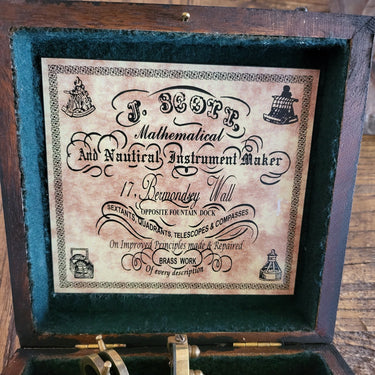 J. SCOTT,
Mathematical
And Nautical Instrument Maker
17, Bermondsey Wall
OPPOSITE FOUNTAIN DOCK
SEXTANTS, QUADRANTS, TELESCOPES & COMPASSES
On Improved Principles made & Repaired
BRASS WORK
Of every description